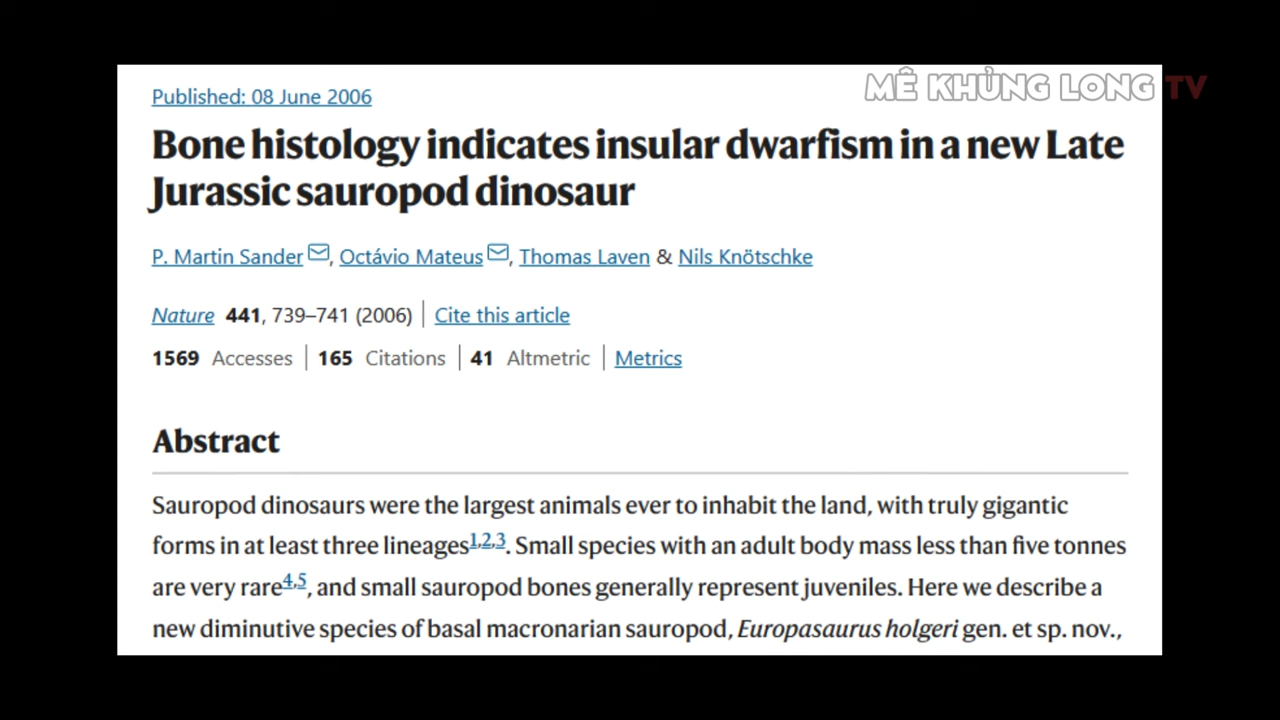 MÊ KHỦNG LONG TV
Published: 08 June 2006
Bone histology indicates insular dwarfism in a new Late
Jurassic sauropod dinosaur
P. Martin Sander, Octávio Mateus, Thomas Laven & Nils Knötschke
Nature 441, 739–741 (2006) | Cite this article
1569 Accesses | 165 Citations | 41 Altmetric | Metrics
Abstract
Sauropod dinosaurs were the largest animals ever to inhabit the land, with truly gigantic
forms in at least three lineages1,2,3. Small species with an adult body mass less than five tonnes
are very rare4,5, and small sauropod bones generally represent juveniles. Here we describe a
new diminutive species of basal macronarian sauropod, Europasaurus holgeri gen. et sp. nov.,